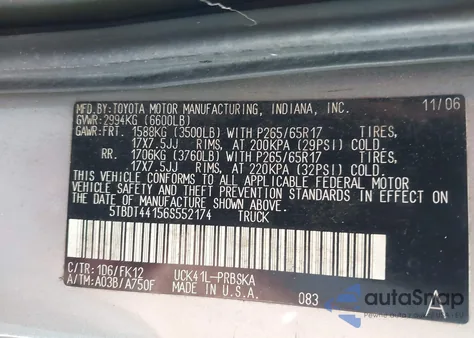 MFD.BY:TOYOTA MOTOR MANUFACTURING, INDIANA, INC. 11/06
GVWR: 2994KG (6600LB)
GAWR:FRT. 1588KG (3500LB) WITH P265/65R17 TIRES,
17X7.5JJ RIMS, AT 200KPA (29PSI) COLD.
RR. 1706KG (3760LB) WITH P265/65R17 TIRES,
17X7.5JJ RIMS, AT 220KPA (32PSI) COLD.
THIS VEHICLE CONFORMS TO ALL APPLICABLE FEDERAL MOTOR
VEHICLE SAFETY AND THEFT PREVENTION STANDARDS IN EFFECT
ON THE DATE OF MANUFACTURE SHOWN ABOVE.
5TBDT44156S552174 TRUCK
C/TR: 1D6/FK12 UCK41L-PRBSKA
A/TM: A03B/A750F MADE IN U.S.A. 083 A
autoSnap